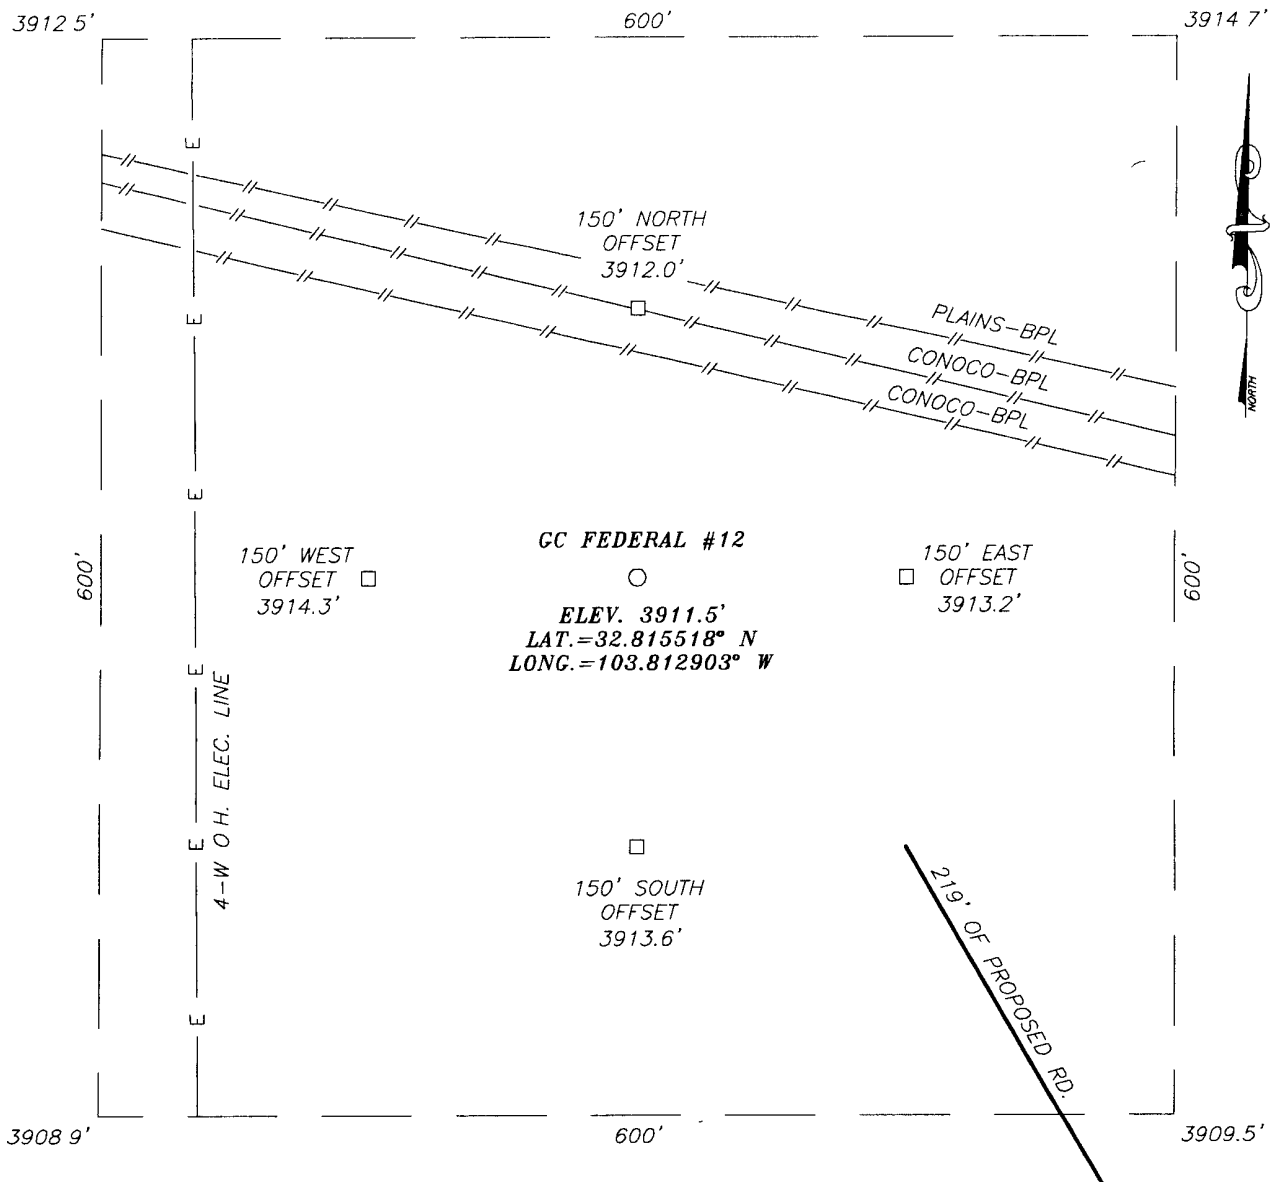 3912 5'
600'
3914 7'
E
150' NORTH
OFFSET
3912.0'
E
PLAINS-BPL
CONOCO-BPL
CONOCO-BPL
NORTH
E
GC FEDERAL #12
150' WEST
OFFSET
3914.3'
150' EAST
OFFSET
3913.2'
600'
600'
ELEV. 3911.5'
LAT.=32.815518° N
LONG.=103.812903° W
E
4-W O H. ELEC. LINE
E
150' SOUTH
OFFSET
3913.6'
219' OF PROPOSED RD.
E
3908 9'
600'
3909.5'